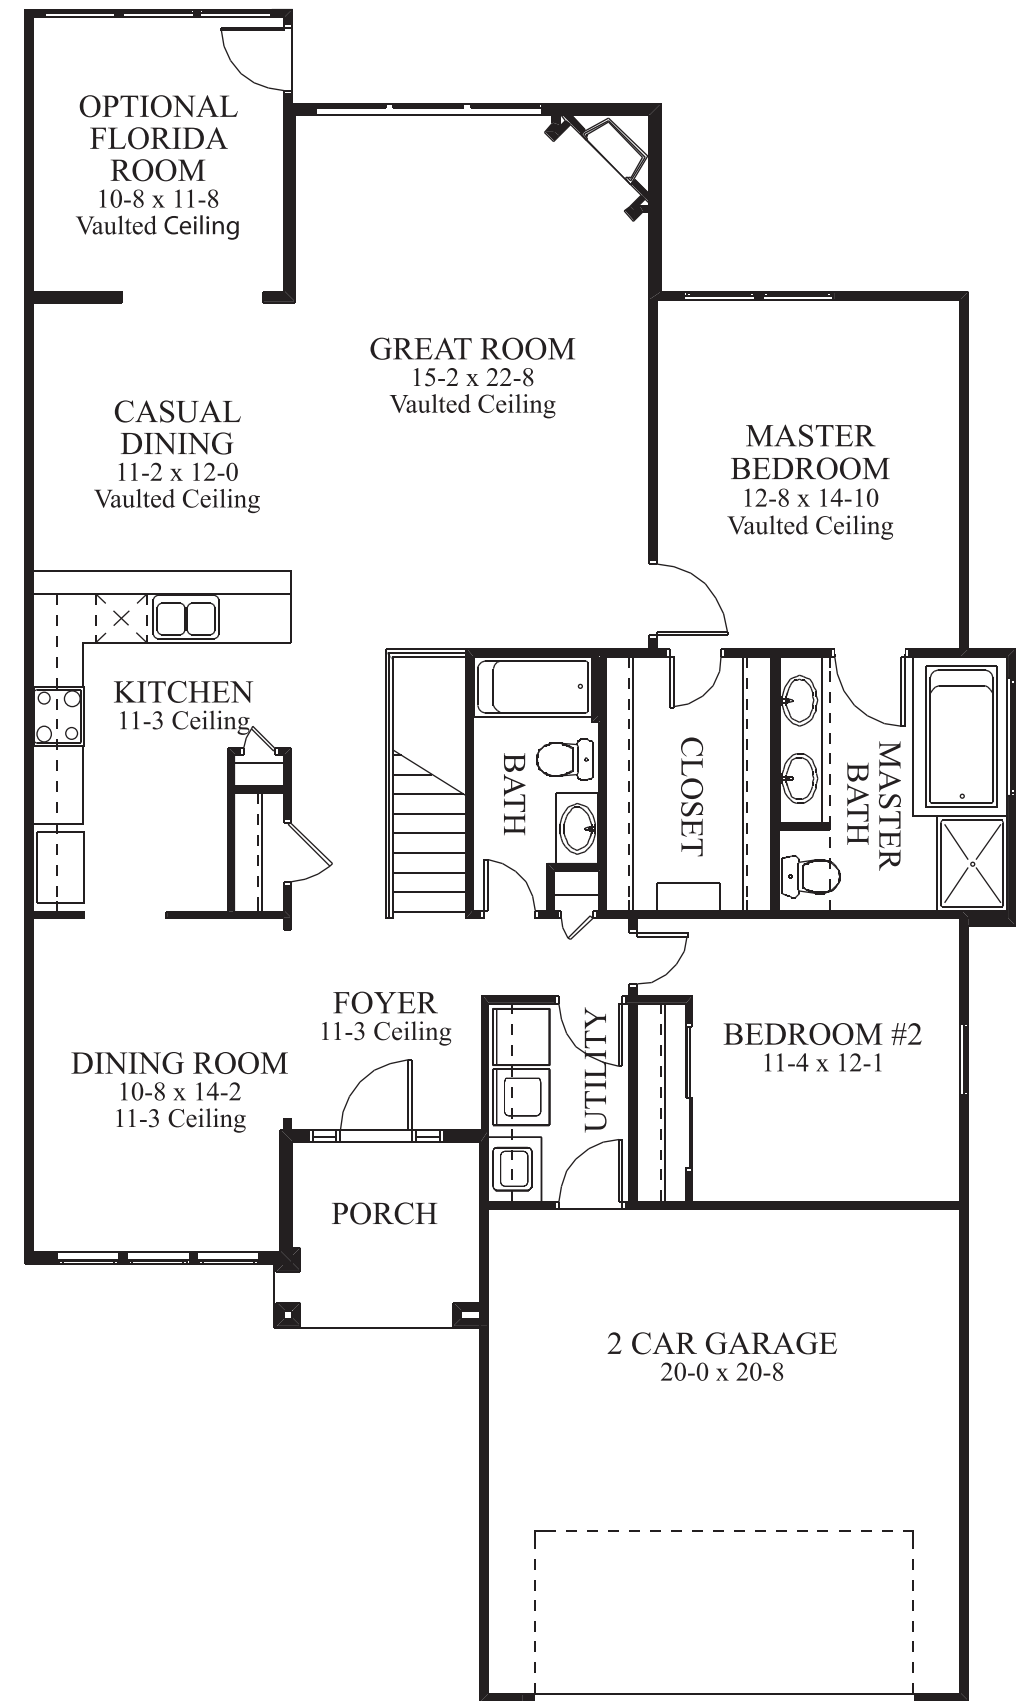 OPTIONAL
FLORIDA
ROOM
10-8 x 11-8
Vaulted Ceiling
GREAT ROOM
15-2 x 22-8
Vaulted Ceiling
CASUAL
DINING
11-2 x 12-0
Vaulted Ceiling
MASTER
BEDROOM
12-8 x 14-10
Vaulted Ceiling
KITCHEN
11-3 Ceiling
BATH
CLOSET
MASTER
BATH
FOYER
11-3 Ceiling
UTILITY
BEDROOM #2
11-4 x 12-1
DINING ROOM
10-8 x 14-2
11-3 Ceiling
PORCH
2 CAR GARAGE
20-0 x 20-8